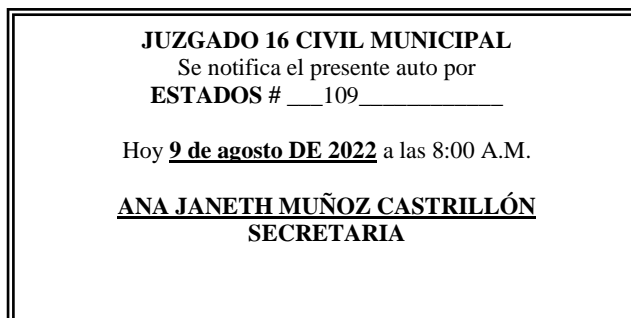 JUZGADO 16 CIVIL MUNICIPAL
Se notifica el presente auto por
ESTADOS # ___109____________
Hoy 9 de agosto DE 2022 a las 8:00 A.M.
ANA JANETH MUÑOZ CASTRILLÓN
SECRETARIA